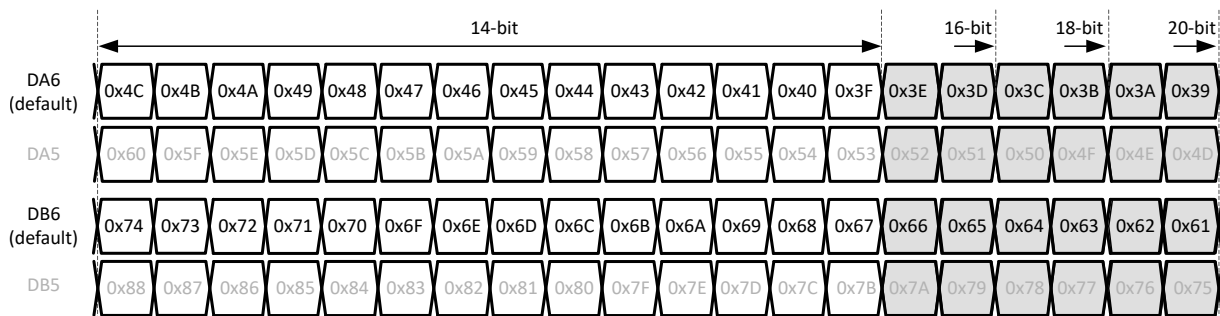 14-bit 16-bit 18-bit 20-bit
DA6
(default)
0x4C 0x4B 0x4A 0x49 0x48 0x47 0x46 0x45 0x44 0x43 0x42 0x41 0x40 0x3F 0x3E 0x3D 0x3C 0x3B 0x3A 0x39
DA5 0x60 0x5F 0x5E 0x5D 0x5C 0x5B 0x5A 0x59 0x58 0x57 0x56 0x55 0x54 0x53 0x52 0x51 0x50 0x4F 0x4E 0x4D
DB6
(default)
0x74 0x73 0x72 0x71 0x70 0x6F 0x6E 0x6D 0x6C 0x6B 0x6A 0x69 0x68 0x67 0x66 0x65 0x64 0x63 0x62 0x61
DB5 0x88 0x87 0x86 0x85 0x84 0x83 0x82 0x81 0x80 0x7F 0x7E 0x7D 0x7C 0x7B 0x7A 0x79 0x78 0x77 0x76 0x75